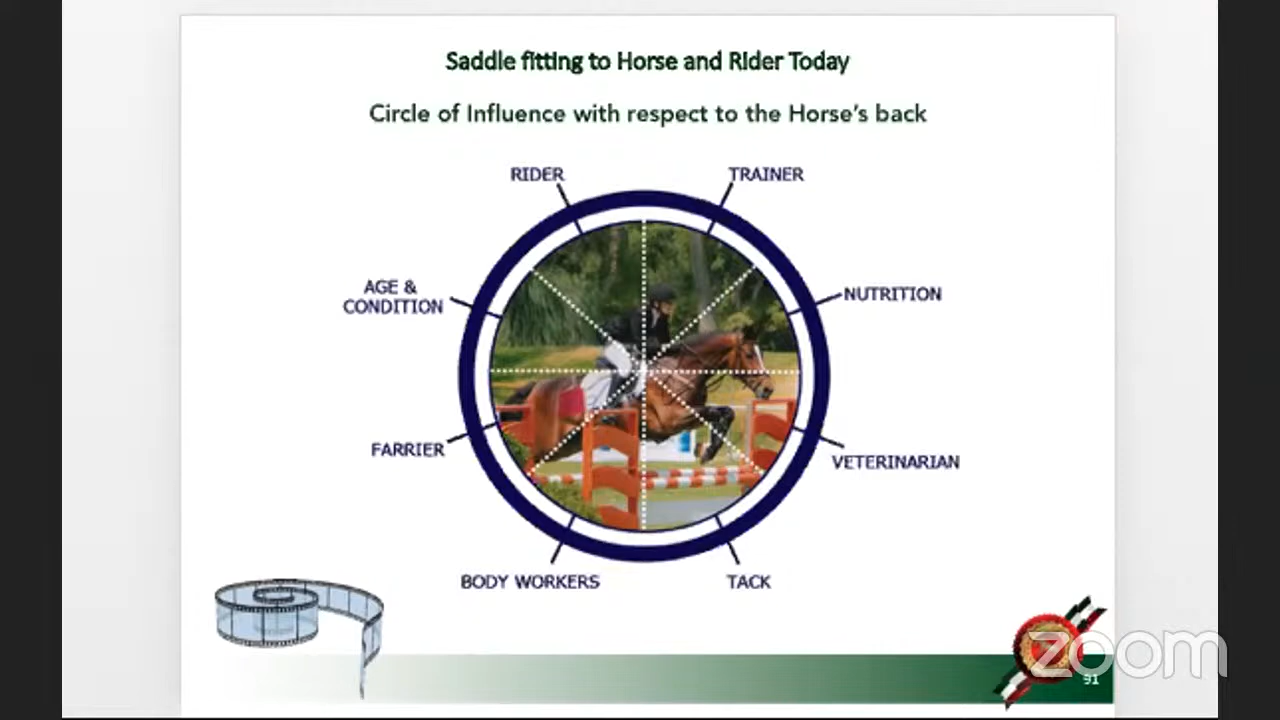 Saddle fitting to Horse and Rider Today
Circle of Influence with respect to the Horse's back
RIDER
TRAINER
AGE &
CONDITION
NUTRITION
FARRIER
VETERINARIAN
BODY WORKERS
TACK
zoom
91